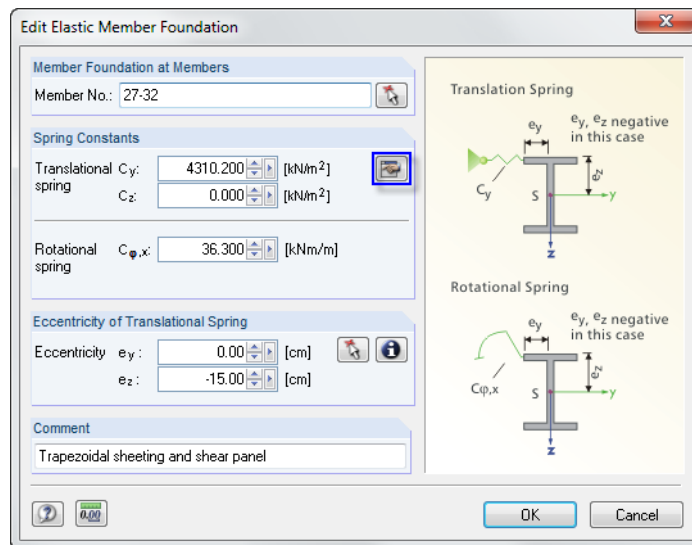 Edit Elastic Member Foundation
Member Foundation at Members
Member No.: 27-32
Spring Constants
Translational spring Cy: 4310.200 [kN/m²]
Cz: 0.000 [kN/m²]
Rotational spring Cφ,x: 36.300 [kNm/m]
Eccentricity of Translational Spring
Eccentricity ey: 0.00 [cm]
ez: -15.00 [cm]
Comment
Trapezoidal sheeting and shear panel
0.00
OK Cancel
Translation Spring
ey
ey, ez negative
in this case
Cy
S
ez
y
z
Rotational Spring
ey
ey, ez negative
in this case
Cφ,x
S
ez
y
z